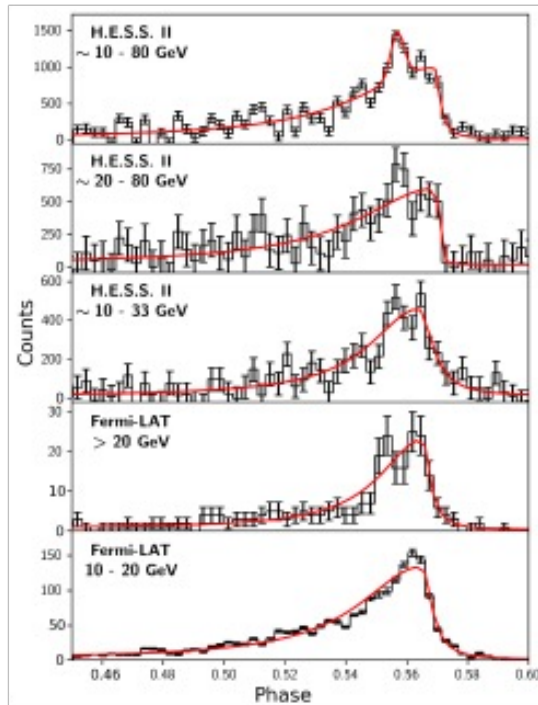 H.E.S.S. II
~ 10 - 80 GeV
1500
1000
500
0
H.E.S.S. II
~ 20 - 80 GeV
750
500
250
0
H.E.S.S. II
~ 10 - 33 GeV
600
400
200
0
Counts
Fermi-LAT
> 20 GeV
30
20
10
0
Fermi-LAT
10 - 20 GeV
150
100
50
0
0.46
0.48
0.50
0.52
0.54
0.56
0.58
0.60
Phase